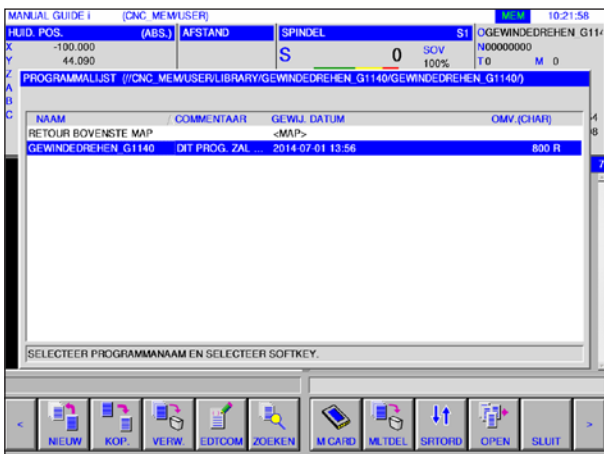 MANUAL GUIDE i (CNC_MEM/USER) MEM 10:21:58
HUID. POS. (ABS.) AFSTAND SPINDEL S1 OGEWINDEDREHEN G114
X -100.000 S 0 SOV 100% N00000000
Y 44.090 T 0 M 0
Z PROGRAMMALIJST (//CNC_MEM/USER/LIBRARY/GEWINDEDREHEN_G1140/GEWINDEDREHEN_G1140/)
A
B
C
NAAM / COMMENTAAR GEWIJ. DATUM OMV.(CHAR)
RETOUR BOVENSTE MAP <MAP>
GEWINDEDREHEN_G1140 DIT PROG. ZAL ... 2014-07-01 13:56 800 R
7
SELECTEER PROGRAMMANAAM EN SELECTEER SOFTKEY.
< NIEUW KOP. VERW. EDTCOM ZOEKEN M CARD MLTDEL SRTORD OPEN SLUIT >